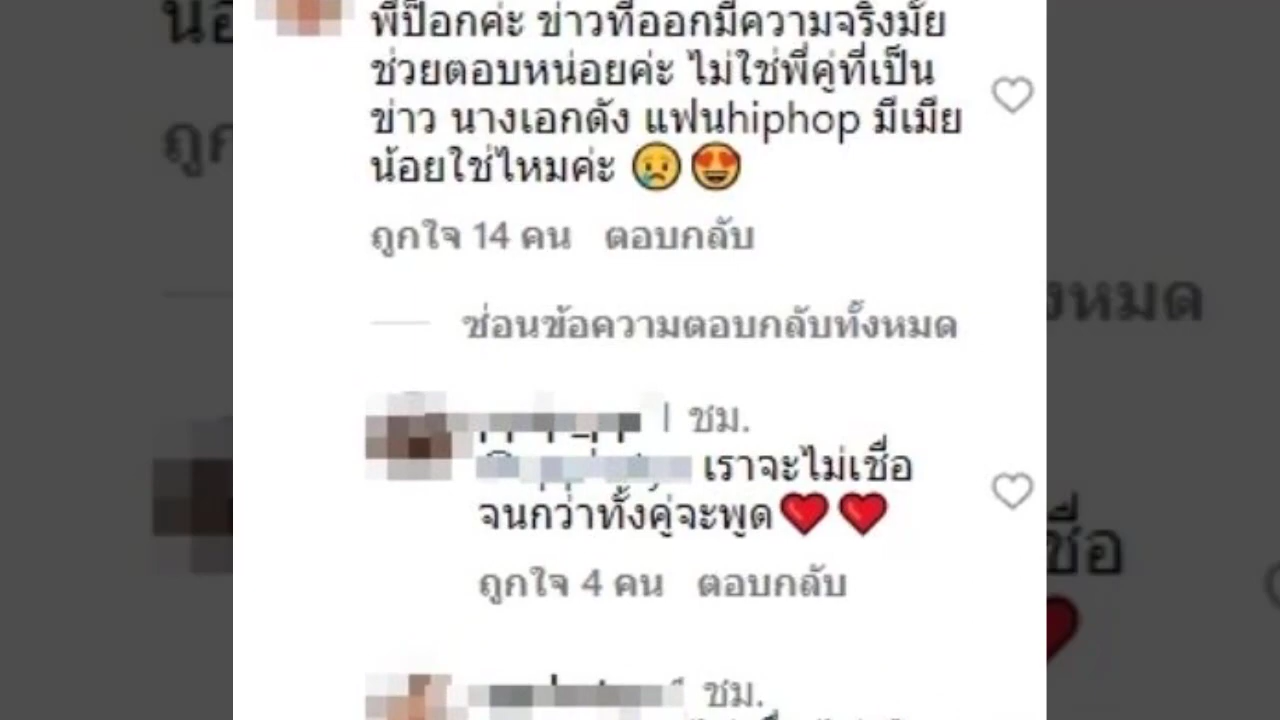 พี่ป๊อกค่ะ ข่าวที่ออกมีความจริงมั้ย
ช่วยตอบหน่อยค่ะ ไม่ใช่พี่คู่ที่เป็น
ข่าว นางเอกดัง แฟนhiphop มีเมีย
น้อยใช่ไหมค่ะ 😢😍
ถูกใจ 14 คน ตอบกลับ
ซ่อนข้อความตอบกลับทั้งหมด
ชม.
เราจะไม่เชื่อ
จนกว่าทั้งคู่จะพูด❤️❤️
ถูกใจ 4 คน ตอบกลับ
ชม.